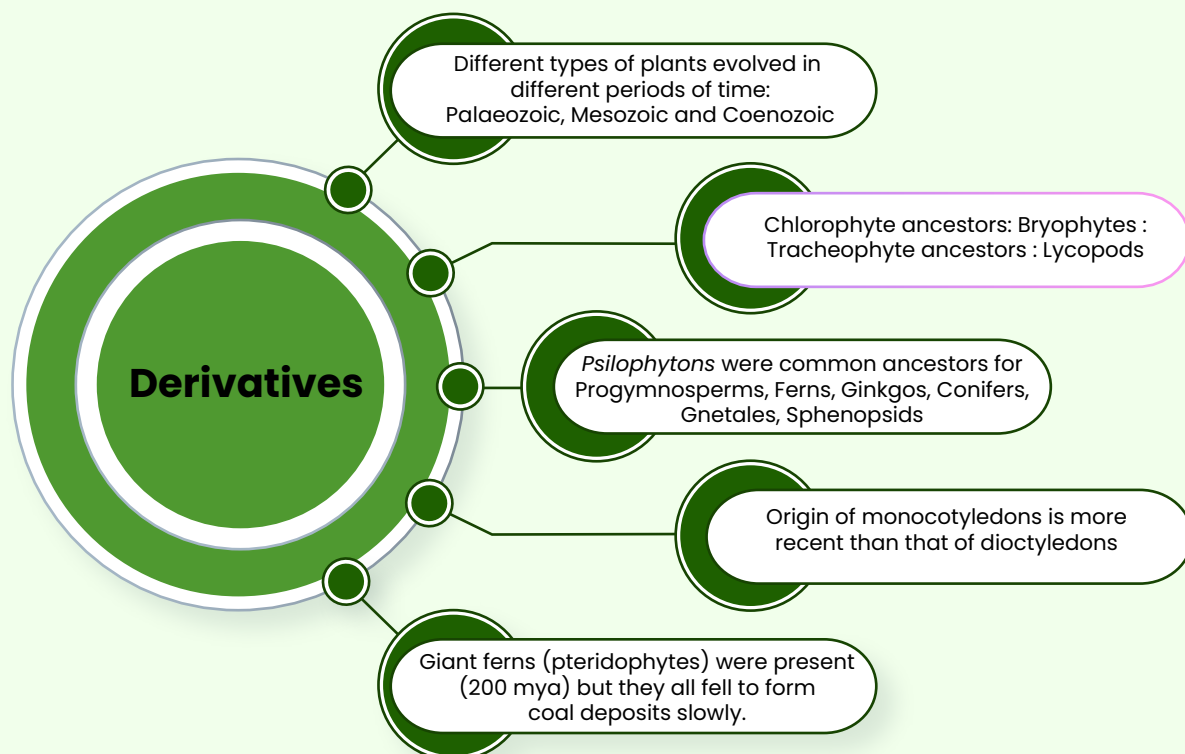 Different types of plants evolved in
different periods of time:
Palaeozoic, Mesozoic and Coenozoic
Chlorophyte ancestors: Bryophytes :
Tracheophyte ancestors : Lycopods
Derivatives
Psilophytons were common ancestors for
Progymnosperms, Ferns, Ginkgos, Conifers,
Gnetales, Sphenopsids
Origin of monocotyledons is more
recent than that of dioctyledons
Giant ferns (pteridophytes) were present
(200 mya) but they all fell to form
coal deposits slowly.